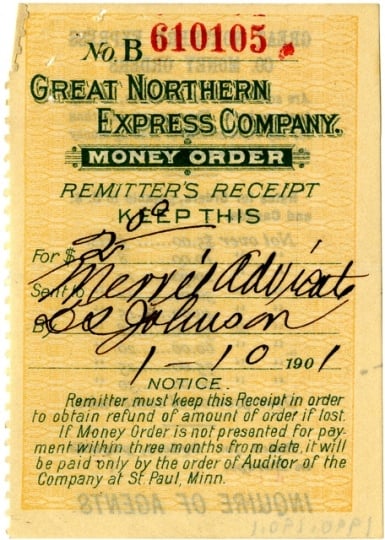 No. B 610105
GREAT NORTHERN
EXPRESS COMPANY.
MONEY ORDER
REMITTER'S RECEIPT
KEEP THIS
For $ 2.00
Sent to
By Johnson
1-10 1901
NOTICE.
Remitter must keep this Receipt in order
to obtain refund of amount of order if lost.
If Money Order is not presented for pay-
ment within three months from date, it will
be paid only by the order of Auditor of the
Company at St. Paul, Minn.
INQUIRE OF AGENTS